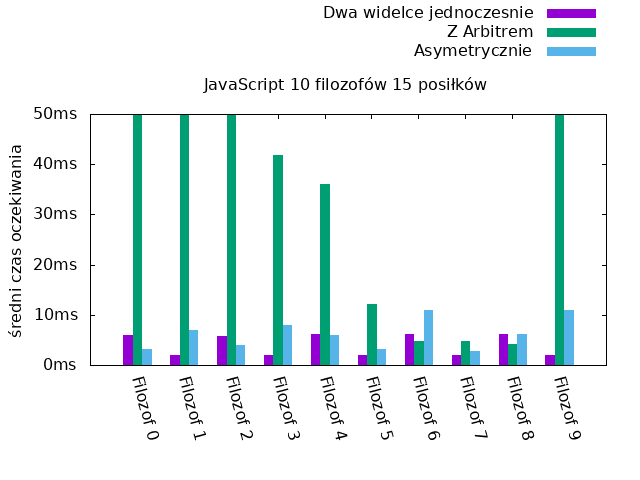 Dwa widelce jednoczesnie
Z Arbitrem
Asymetrycznie
JavaScript 10 filozofów 15 posiłków
średni czas oczekiwania
50ms
40ms
30ms
20ms
10ms
0ms
Filozof 0
Filozof 1
Filozof 2
Filozof 3
Filozof 4
Filozof 5
Filozof 6
Filozof 7
Filozof 8
Filozof 9